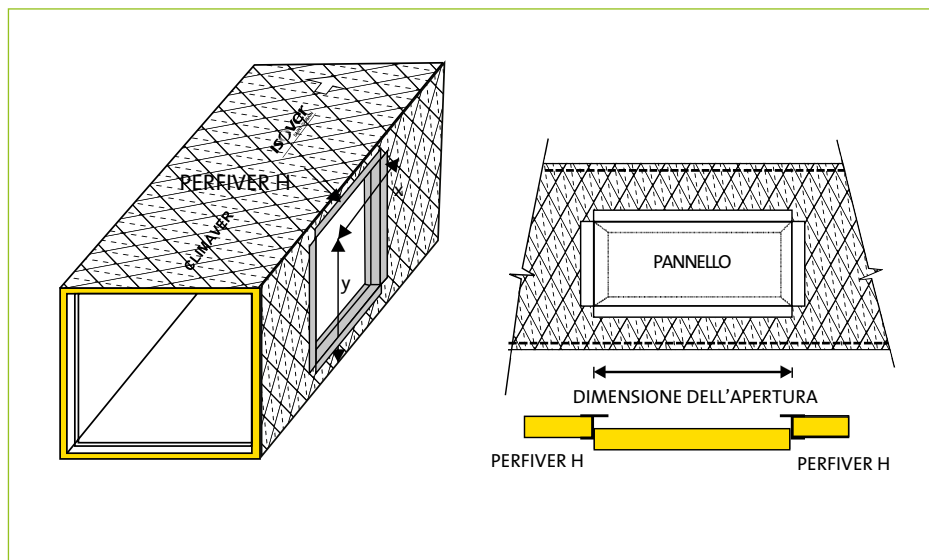 isover
PERFIVER H
CLIMAVER
x
y
PANNELLO
DIMENSIONE DELL'APERTURA
PERFIVER H
PERFIVER H